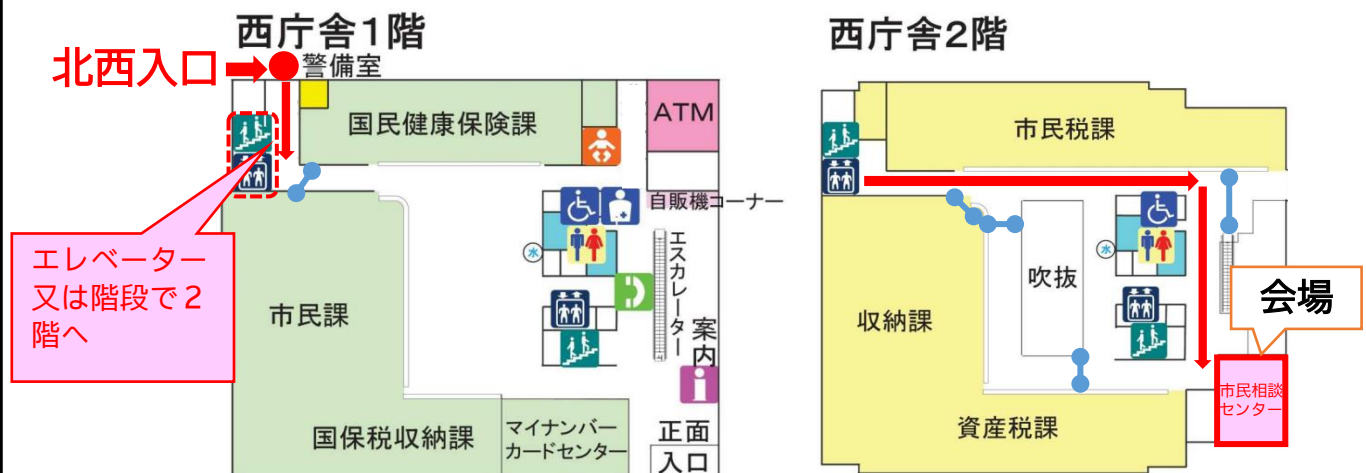 西庁舎1階
北西入口
警備室
国民健康保険課
ATM
自販機コーナー
水
エスカレーター
エレベーター
又は階段で2
階へ
市民課
案内
国保税収納課
マイナンバー
カードセンター
正面
入口
西庁舎2階
市民税課
吹抜
水
収納課
会場
市民相談
センター
資産税課